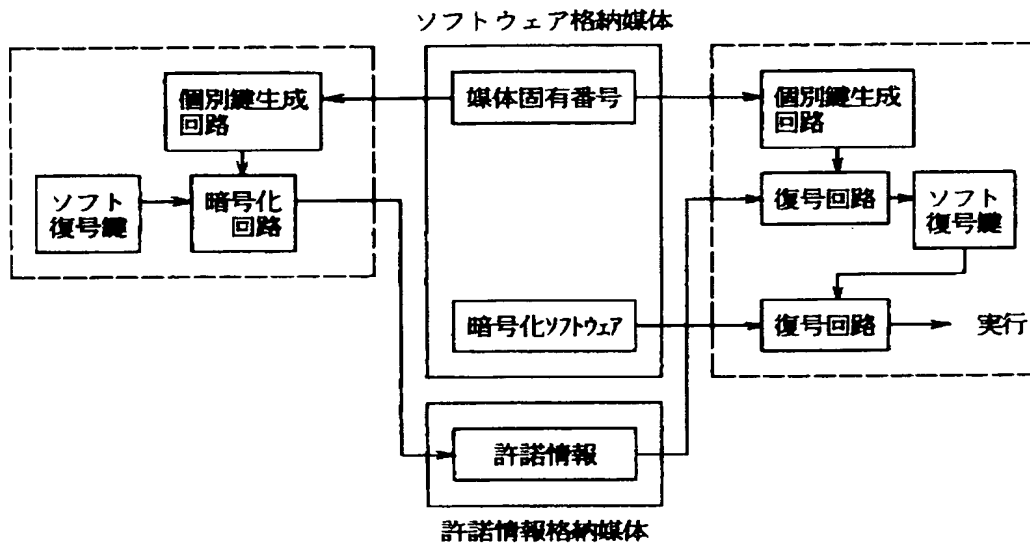 ソフトウェア格納媒体
個別鍵生成
回路
媒体固有番号
個別鍵生成
回路
ソフト
復号鍵
暗号化
回路
復号回路
ソフト
復号鍵
暗号化ソフトウェア
復号回路
実行
許諾情報
許諾情報格納媒体